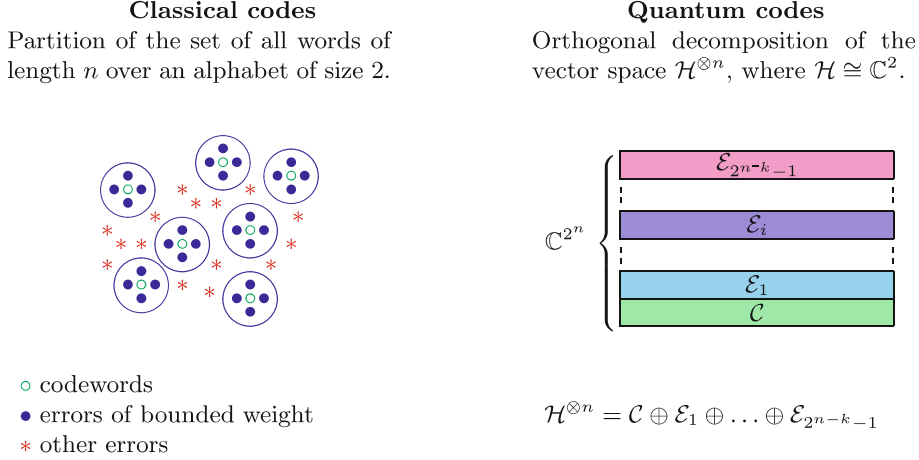 Classical codes
Partition of the set of all words of
length n over an alphabet of size 2.
codewords
errors of bounded weight
* other errors
Quantum codes
Orthogonal decomposition of the
vector space ℋ^{⊗n}, where ℋ ≅ ℂ².
ℰ_{2^{n-k}-1}
ℰ_i
ℂ^{2^n}
ℰ_1
𝒞
ℋ^{⊗n} = 𝒞 ⊕ ℰ_1 ⊕ … ⊕ ℰ_{2^{n−k}−1}